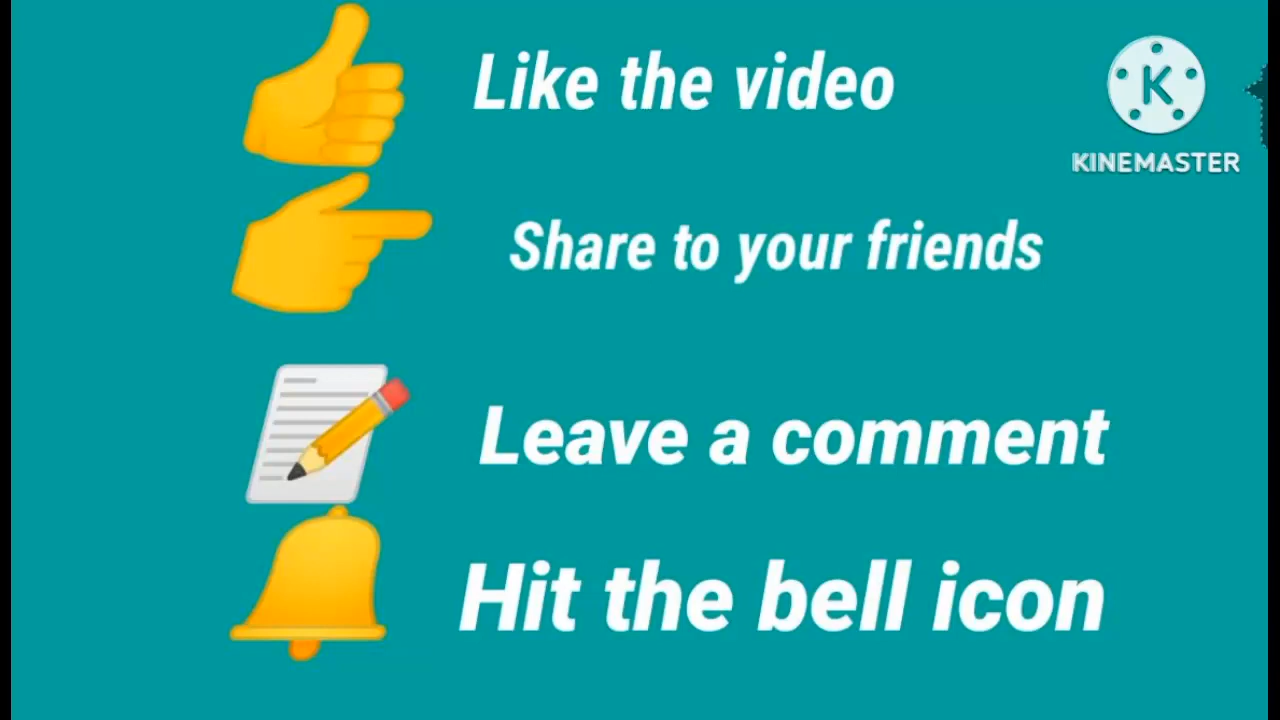 Like the video
K
KINEMASTER
Share to your friends
Leave a comment
Hit the bell icon